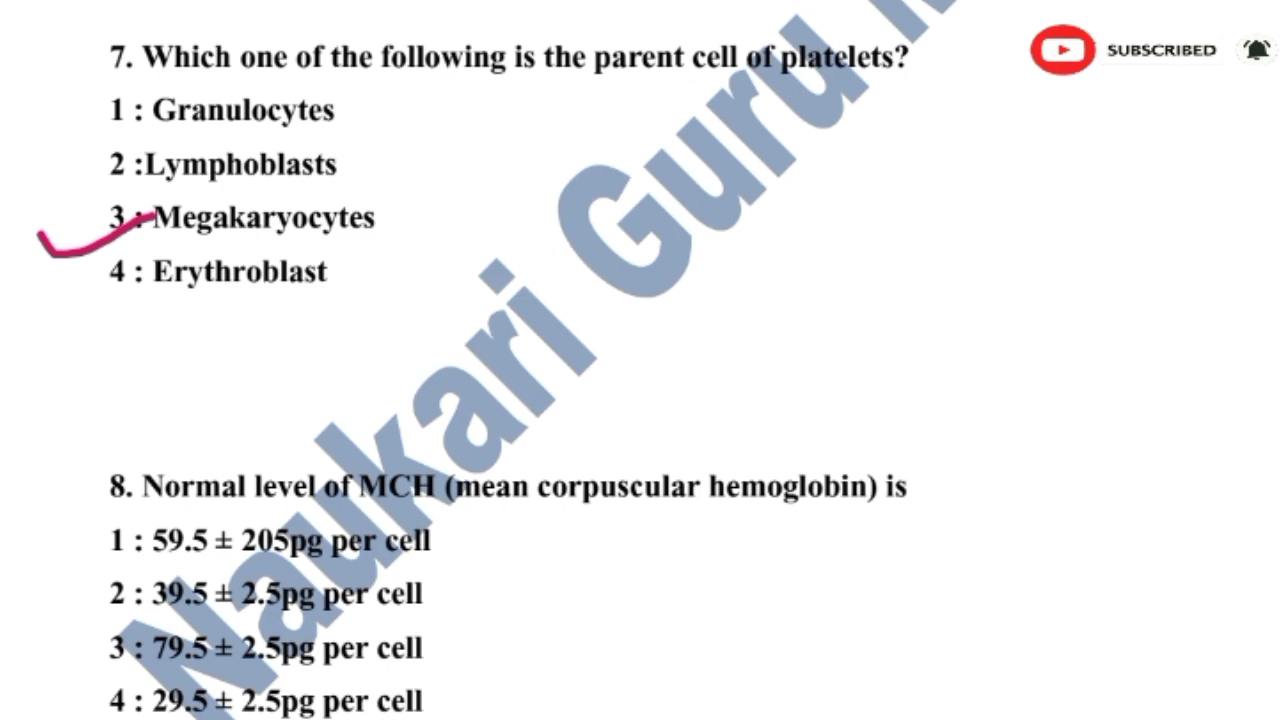 7. Which one of the following is the parent cell of platelets?
SUBSCRIBED
1 : Granulocytes
2 :Lymphoblasts
3 : Megakaryocytes
4 : Erythroblast
Naukari Guru
8. Normal level of MCH (mean corpuscular hemoglobin) is
1 : 59.5 ± 205pg per cell
2 : 39.5 ± 2.5pg per cell
3 : 79.5 ± 2.5pg per cell
4 : 29.5 ± 2.5pg per cell